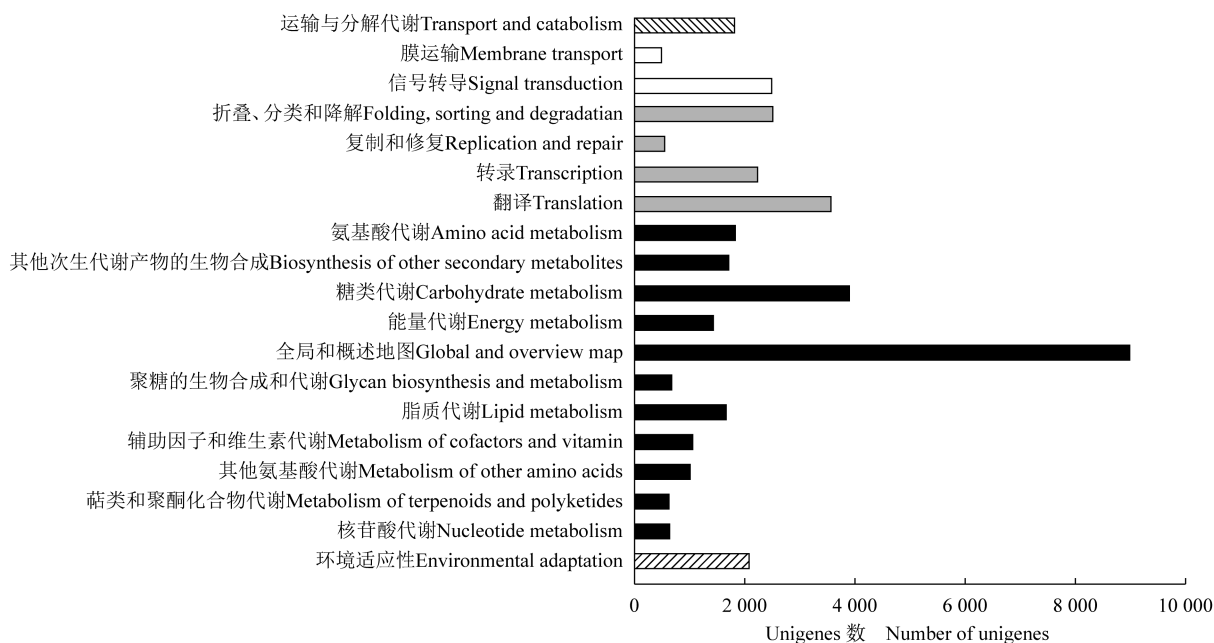 运输与分解代谢Transport and catabolism
膜运输Membrane transport
信号转导Signal transduction
折叠、分类和降解Folding, sorting and degradatian
复制和修复Replication and repair
转录Transcription
翻译Translation
氨基酸代谢Amino acid metabolism
其他次生代谢产物的生物合成Biosynthesis of other secondary metabolites
糖类代谢Carbohydrate metabolism
能量代谢Energy metabolism
全局和概述地图Global and overview map
聚糖的生物合成和代谢Glycan biosynthesis and metabolism
脂质代谢Lipid metabolism
辅助因子和维生素代谢Metabolism of cofactors and vitamin
其他氨基酸代谢Metabolism of other amino acids
萜类和聚酮化合物代谢Metabolism of terpenoids and polyketides
核苷酸代谢Nucleotide metabolism
环境适应性Environmental adaptation
0 2 000 4 000 6 000 8 000 10 000
Unigenes 数 Number of unigenes